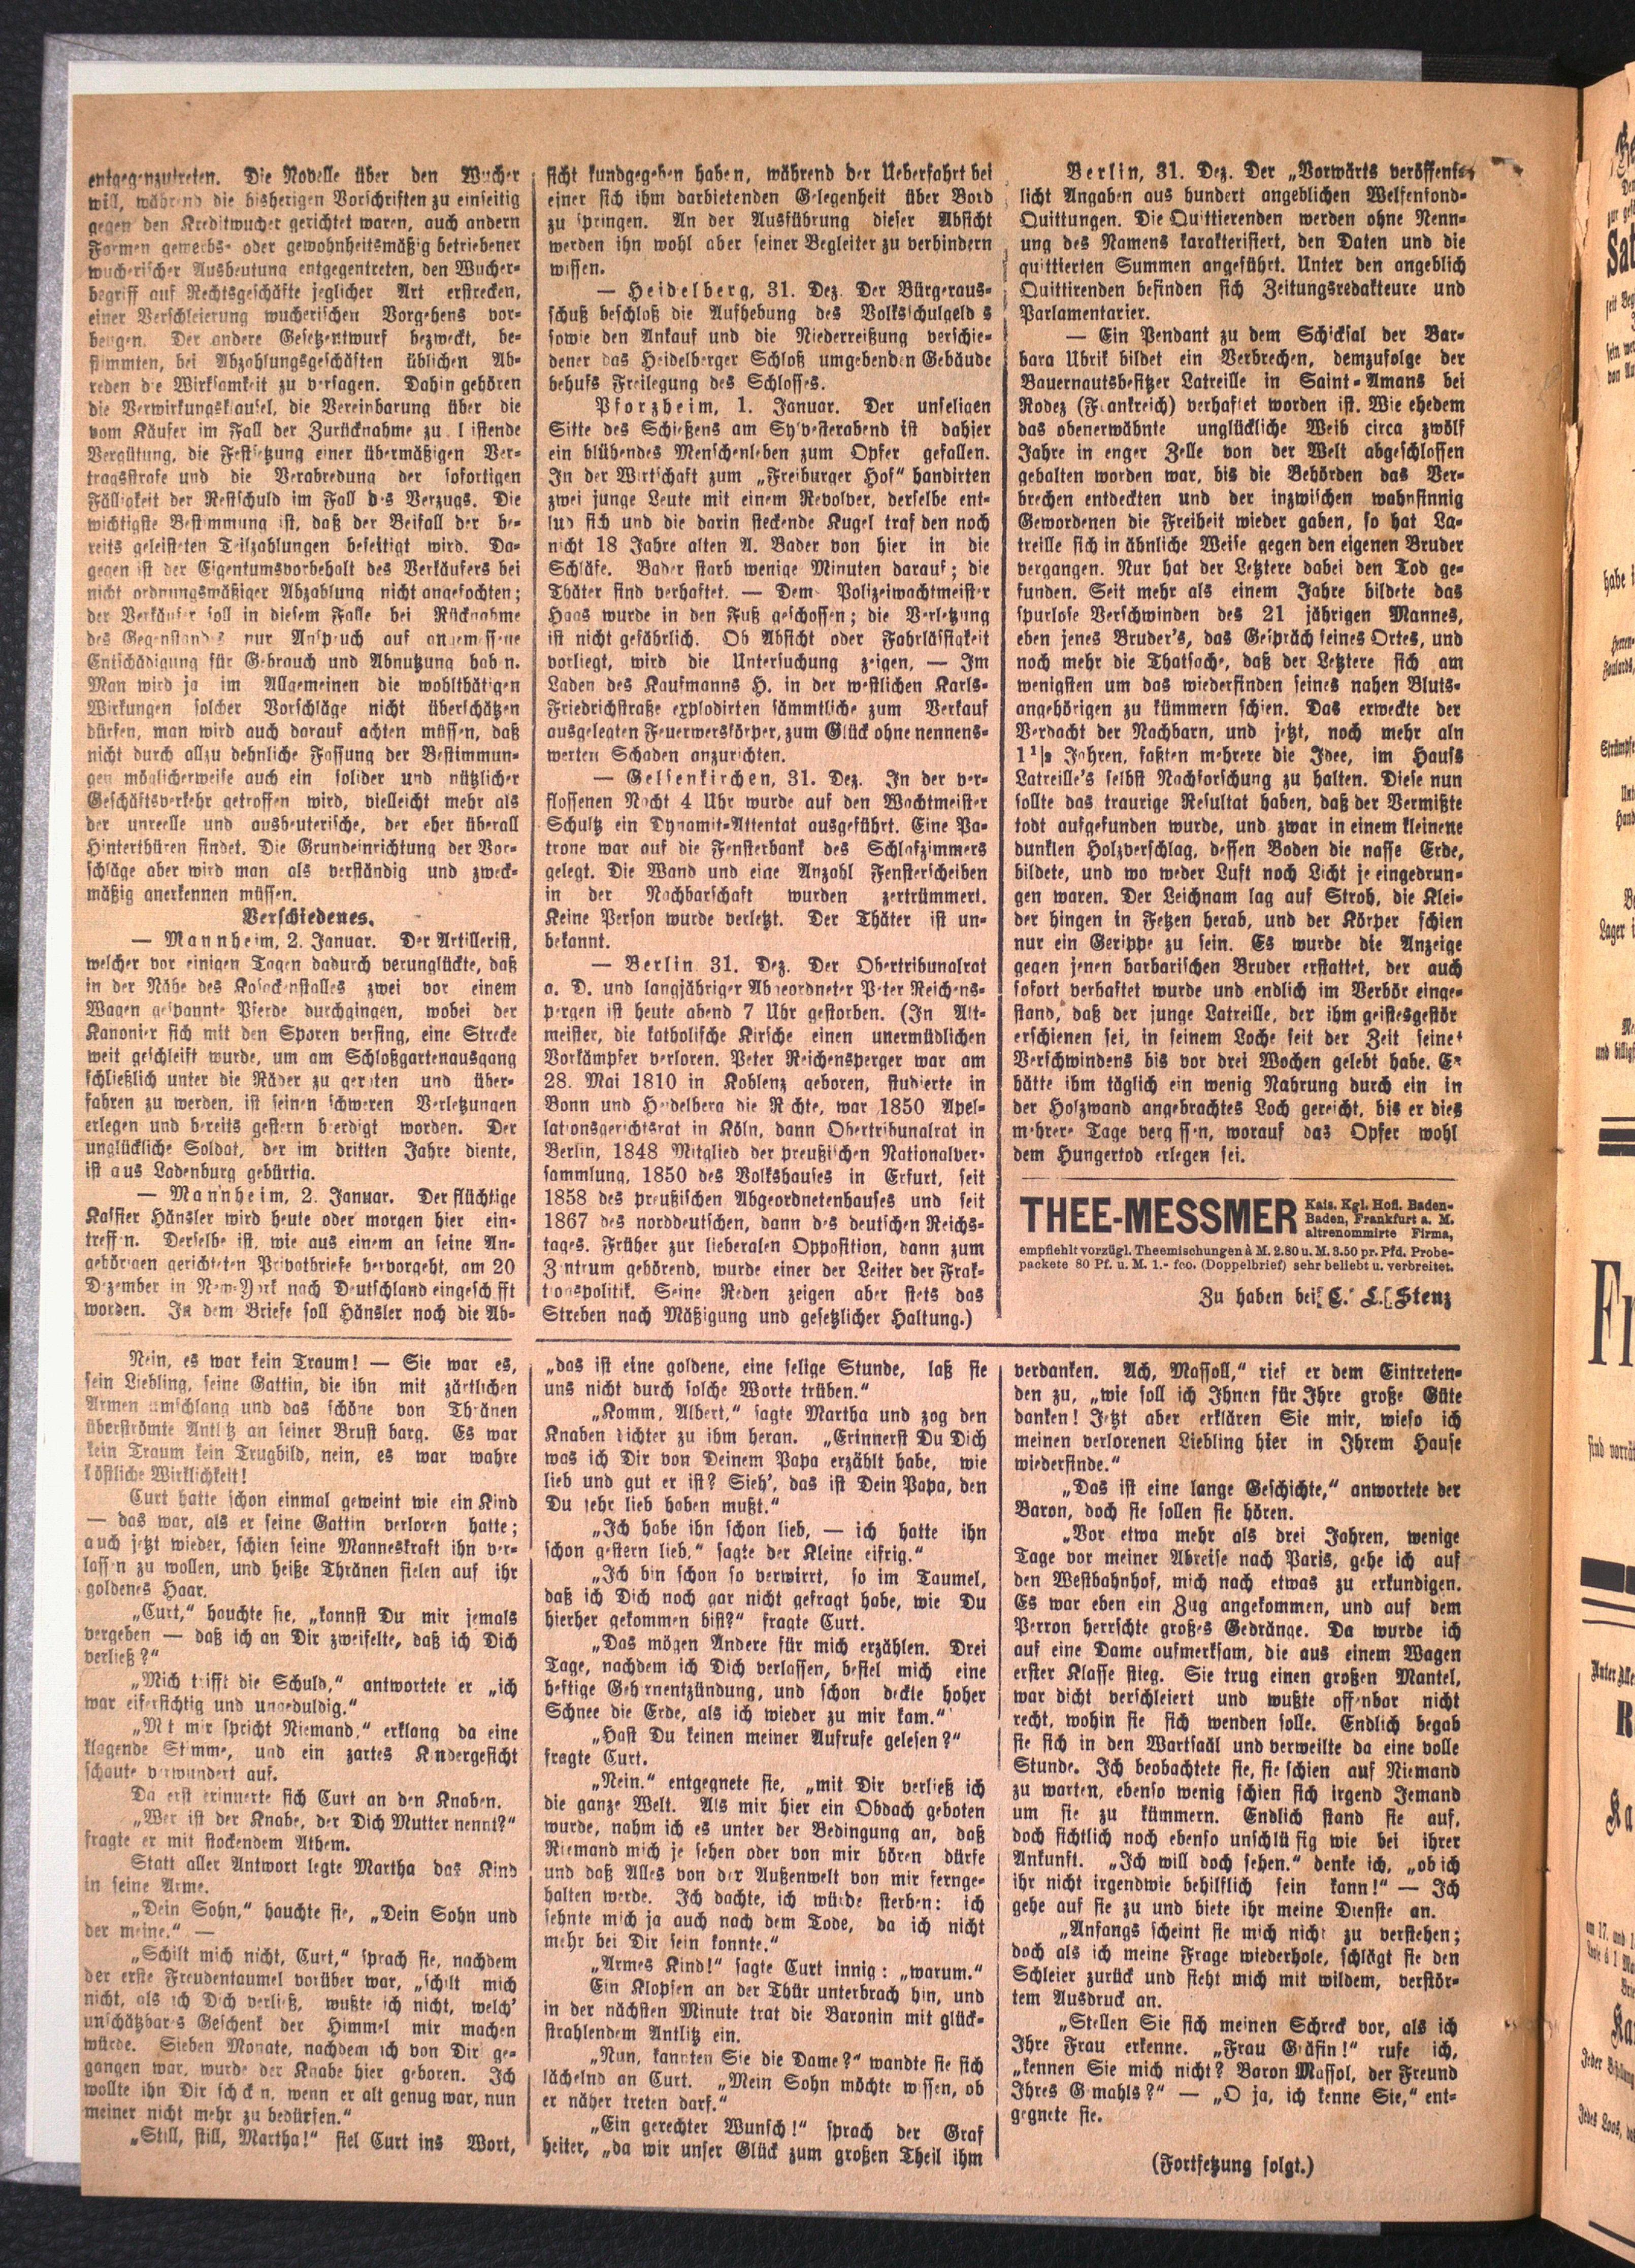 entgegenzutreten. Die Novelle über den Wucher
will, während die bisherigen Vorschriften zu einseitig
gegen den Kreditwucher gerichtet waren, auch andern
Formen gewerbs- oder gewohnheitsmäßig betriebener
wucherischer Ausbeutung entgegentreten, den Wucher-
begriff auf Rechtsgeschäfte jeglicher Art erstrecken,
einer Verschleierung wucherischen Vorgehens vor-
beugen. Der andere Gesetzentwurf bezweckt, be-
stimmten, bei Abzahlungsgeschäften üblichen Ab-
reden die Wirksamkeit zu versagen. Dahin gehören
die Verwirkungsklausel, die Vereinbarung über die
vom Käufer im Fall der Zurücknahme zu l istende
Vergütung, die Festsetzung einer übermäßigen Ver-
tragsstrafe und die Verabredung der sofortigen
Fälligkeit der Restschuld im Fall des Verzugs. Die
wichtigste Bestimmung ist, daß der Beifall der be-
reits geleisteten Teilzahlungen beseitigt wird. Da-
gegen ist der Eigentumsvorbehalt des Verkäufers bei
nicht ordnungsmäßiger Abzahlung nicht angefochten;
der Verkäufer soll in diesem Falle bei Rücknahme
des Gegenstandes nur Anspruch auf angemessene
Entschädigung für Gebrauch und Abnutzung hab n.
Man wird ja im Allgemeinen die wohlthätigen
Wirkungen solcher Vorschläge nicht überschätzen
dürfen, man wird auch darauf achten müssen, daß
nicht durch allzu dehnliche Fassung der Bestimmun-
gen möglicherweise auch ein solider und nützlicher
Geschäftsverkehr getroffen wird, vielleicht mehr als
der unreelle und ausbeuterische, der eher überall
Hinterthüren findet. Die Grundeinrichtung der Vor-
schläge aber wird man als verständig und zweck-
mäßig anerkennen müssen.
Verschiedenes.
— Mannheim, 2. Januar. Der Artillerist,
welcher vor einigen Tagen dadurch verunglückte, daß
in der Nähe des Kosackenstalles zwei vor einem
Wagen gespannte Pferde durchgingen, wobei der
Kanonier sich mit den Sporen verfing, eine Strecke
weit geschleift wurde, um am Schloßgartenausgang
schließlich unter die Räder zu geraten und über-
fahren zu werden, ist seinen schweren Verletzungen
erlegen und bereits gestern beerdigt worden. Der
unglückliche Soldat, der im dritten Jahre diente,
ist aus Ladenburg gebürtig.
— Mannheim, 2. Januar. Der flüchtige
Kassier Hänsler wird heute oder morgen hier ein-
treff n. Derselbe ist, wie aus einem an seine An-
gehörigen gerichteten Privatbriefe hervorgeht, am 20
Dezember in New-York nach Deutschland eingesch fft
worden. In dem Briefe soll Hänsler noch die Ab-
sicht kundgegeben haben, während der Ueberfahrt bei
einer sich ihm darbietenden Gelegenheit über Bord
zu springen. An der Ausführung dieser Absicht
werden ihn wohl aber seiner Begleiter zu verhindern
wissen.
— Heidelberg, 31. Dez. Der Bürgeraus-
schuß beschloß die Aufhebung des Volksschulgeld s
sowie den Ankauf und die Niederreißung verschie-
dener das Heidelberger Schloß umgebenden Gebäude
behufs Freilegung des Schlosses.
Pforzheim, 1. Januar. Der unseligen
Sitte des Schießens am Sylvesterabend ist dahier
ein blühendes Menschenleben zum Opfer gefallen.
In der Wirtschaft zum „Freiburger Hof“ handirten
zwei junge Leute mit einem Revolver, derselbe ent-
lud sich und die darin steckende Kugel traf den noch
nicht 18 Jahre alten A. Bader von hier in die
Schläfe. Bader starb wenige Minuten darauf; die
Thäter sind verhaftet. — Dem Polizeiwachtmeister
Haas wurde in den Fuß geschossen; die Verletzung
ist nicht gefährlich. Ob Absicht oder Fahrlässigkeit
vorliegt, wird die Untersuchung zeigen, — Im
Laden des Kaufmanns H. in der westlichen Karls-
Friedrichstraße explodirten sämmtliche zum Verkauf
ausgelegten Feuerwerskörper, zum Glück ohne nennens-
werten Schaden anzurichten.
— Gelsenkirchen, 31. Dez. In der ver-
flossenen Nacht 4 Uhr wurde auf den Wachtmeister
Schultz ein Dynamit-Attentat ausgeführt. Eine Pa-
trone war auf die Fensterbank des Schlafzimmers
gelegt. Die Wand und eine Anzahl Fensterscheiben
in der Nachbarschaft wurden zertrümmert.
Keine Person wurde verletzt. Der Thäter ist un-
bekannt.
— Berlin 31. Dez. Der Obertribunalrat
a. D. und langjähriger Abgeordneter Peter Reichens-
pergen ist heute abend 7 Uhr gestorben. (In Alt-
meister, die katholische Kirsche einen unermüdlichen
Vorkämpfer verloren. Peter Reichensperger war am
28. Mai 1810 in Koblenz geboren, studierte in
Bonn und Heidelberg die Rechte, war 1850 Apel-
lationsgerichtsrat in Köln, dann Obertribunalrat in
Berlin, 1848 Mitglied der preußischen Nationalver-
sammlung, 1850 des Volkshauses in Erfurt, seit
1858 des preußischen Abgeordnetenhauses und seit
1867 des norddeutschen, dann des deutschen Reichs-
tages. Früher zur lieberalen Opposition, dann zum
Zentrum gehörend, wurde einer der Leiter der Frak-
tionspolitik. Seine Reden zeigen aber stets das
Streben nach Mäßigung und gesetzlicher Haltung.)
Berlin, 31. Dez. Der „Vorwärts veröffent-
licht Angaben aus hundert angeblichen Welfenfond-
Quittungen. Die Quittierenden werden ohne Nenn-
ung des Namens karakterisiert, den Daten und die
quittierten Summen angeführt. Unter den angeblich
Quittirenden befinden sich Zeitungsredakteure und
Parlamentarier.
— Ein Pendant zu dem Schicksal der Bar-
bara Ubrik bildet ein Verbrechen, demzufolge der
Bauernautsbesitzer Latreille in Saint-Amans bei
Rodez (Frankreich) verhaftet worden ist. Wie ehedem
das obenerwähnte unglückliche Weib circa zwölf
Jahre in enger Zelle von der Welt abgeschlossen
gehalten worden war, bis die Behörden das Ver-
brechen entdeckten und der inzwischen wahnsinnig
Gewordenen die Freiheit wieder gaben, so hat La-
treille sich in ähnliche Weise gegen den eigenen Bruder
vergangen. Nur hat der Letztere dabei den Tod ge-
funden. Seit mehr als einem Jahre bildete das
spurlose Verschwinden des 21 jährigen Mannes,
eben jenes Bruder's, das Gespräch seines Ortes, und
noch mehr die Thatsache, daß der Letztere sich am
wenigsten um das wiederfinden seines nahen Bluts-
angehörigen zu kümmern schien. Das erweckte der
Verdacht der Nachbarn, und jetzt, noch mehr aln
1½ Jahren, faßten mehrere die Idee, im Hauss
Latreille's selbst Nachforschung zu halten. Diese nun
sollte das traurige Resultat haben, daß der Vermißte
todt aufgefunden wurde, und zwar in einem kleinene
dunklen Holzverschlag, dessen Boden die nasse Erde,
bildete, und wo weder Luft noch Licht je eingedrun-
gen waren. Der Leichnam lag auf Stroh, die Klei-
der hingen in Fetzen herab, und der Körper schien
nur ein Gerippe zu sein. Es wurde die Anzeige
gegen jenen barbarischen Bruder erstattet, der auch
sofort verhaftet wurde und endlich im Verhör einge-
stand, daß der junge Latreille, der ihm geistesgestör
erschienen sei, in seinem Loche seit der Zeit seine
Verschwindens bis vor drei Wochen gelebt habe. Er
hätte ihm täglich ein wenig Nahrung durch ein in
der Holzwand angebrachtes Loch gereicht, bis er dies
mehrere Tage verg ssen, worauf das Opfer wohl
dem Hungertod erlegen sei.
THEE-MESSMER Kais. Kgl. Hofl. Baden-
Baden, Frankfurt a. M.
altrenommirte Firma,
empfiehlt vorzügl. Theemischungen à M. 2.80 u. M. 3.50 pr. Pfd. Probe-
packete 80 Pf. u. M. 1.- fco. (Doppelbrief) sehr beliebt u. verbreitet.
Zu haben bei C. L. Stenz
Nein, es war kein Traum! — Sie war es,
sein Liebling, seine Gattin, die ihn mit zärtlichen
Armen umschlang und das schöne von Thränen
überströmte Antlitz an seiner Brust barg. Es war
kein Traum kein Trugbild, nein, es war wahre
köstliche Wirklichkeit!
Curt hatte schon einmal geweint wie ein Kind
— das war, als er seine Gattin verloren hatte;
auch jetzt wieder, schien seine Manneskraft ihn ver-
lassen zu wollen, und heiße Thränen fielen auf ihr
goldenes Haar.
„Curt,“ hauchte sie, „kannst Du mir jemals
vergeben — daß ich an Dir zweifelte, daß ich Dich
verließ?“
„Mich trifft die Schuld,“ antwortete er „ich
war eifersichtig und ungeduldig.“
„Mit mir spricht Niemand,“ erklang da eine
klagende Stimme, und ein zartes Kindergesicht
schaute verwundert auf.
Da erst erinnerte sich Curt an den Knaben.
„Wer ist der Knabe, der Dich Mutter nennt?“
fragte er mit stockendem Athem.
Statt aller Antwort legte Martha das Kind
in seine Arme.
„Dein Sohn,“ hauchte sie, „Dein Sohn und
der meine.“ —
„Schilt mich nicht, Curt,“ sprach sie, nachdem
der erste Freudentaumel vorüber war, „schilt mich
nicht, als ich Dich verließ, wußte ich nicht, welch'
unschätzbares Geschenk der Himmel mir machen
würde. Sieben Monate, nachdem ich von Dir ge-
gangen war, wurde der Knabe hier geboren. Ich
wollte ihn Dir schicken, wenn er alt genug war, nun
meiner nicht mehr zu bedürfen.“
„Still, still, Martha!“ fiel Curt ins Wort,
„das ist eine goldene, eine selige Stunde, laß sie
uns nicht durch solche Worte trüben.“
„Komm, Albert,“ sagte Martha und zog den
Knaben dichter zu ihm heran. „Erinnerst Du Dich
was ich Dir von Deinem Papa erzählt habe, wie
lieb und gut er ist? Sieh', das ist Dein Papa, den
Du sehr lieb haben mußt.“
„Ich habe ihn schon lieb, — ich hatte ihn
schon gestern lieb,“ sagte der Kleine eifrig.“
„Ich bin schon so verwirrt, so im Taumel,
daß ich Dich noch gar nicht gefragt habe, wie Du
hierher gekommen bist?“ fragte Curt.
„Das mögen Andere für mich erzählen. Drei
Tage, nachdem ich Dich verlassen, befiel mich eine
heftige Gehirnentzündung, und schon deckte hoher
Schnee die Erde, als ich wieder zu mir kam.“
„Hast Du keinen meiner Aufrufe gelesen?“
fragte Curt.
„Nein.“ entgegnete sie, „mit Dir verließ ich
die ganze Welt. Als mir hier ein Obdach geboten
wurde, nahm ich es unter der Bedingung an, daß
Niemand mich je sehen oder von mir hören dürfe
und daß Alles von der Außenwelt von mir fernge-
halten werde. Ich dachte, ich würde sterben: ich
sehnte mich ja auch nach dem Tode, da ich nicht
mehr bei Dir sein konnte.“
„Armes Kind!“ sagte Curt innig: „warum.“
Ein Klopfen an der Thür unterbrach hin, und
in der nächsten Minute trat die Baronin mit glück-
strahlendem Antlitz ein.
„Nun, kannten Sie die Dame?“ wandte sie sich
lächelnd an Curt. „Mein Sohn möchte wissen, ob
er näher treten darf.“
„Ein gerechter Wunsch!“ sprach der Graf
heiter, „da wir unser Glück zum großen Theil ihm
verdanken. Ach, Massoll,“ rief er dem Eintreten-
den zu, „wie soll ich Ihnen für Ihre große Güte
danken! Jetzt aber erklären Sie mir, wieso ich
meinen verlorenen Liebling hier in Ihrem Hause
wiederfinde.“
„Das ist eine lange Geschichte,“ antwortete der
Baron, doch sie sollen sie hören.
„Vor etwa mehr als drei Jahren, wenige
Tage vor meiner Abreise nach Paris, gehe ich auf
den Westbahnhof, mich nach etwas zu erkundigen.
Es war eben ein Zug angekommen, und auf dem
Perron herrschte großes Gedränge. Da wurde ich
auf eine Dame aufmerksam, die aus einem Wagen
erster Klasse stieg. Sie trug einen großen Mantel,
war dicht verschleiert und wußte offenbar nicht
recht, wohin sie sich wenden solle. Endlich begab
sie sich in den Wartsaäl und verweilte da eine volle
Stunde. Ich beobachtete sie, sie schien auf Niemand
zu warten, ebenso wenig schien sich irgend Jemand
um sie zu kümmern. Endlich stand sie auf,
doch sichtlich noch ebenso unschlüssig wie bei ihrer
Ankunft. „Ich will doch sehen.“ denke ich, „ob ich
ihr nicht irgendwie behilflich sein kann!“ — Ich
gehe auf sie zu und biete ihr meine Dienste an.
„Anfangs scheint sie mich nicht zu verstehen;
doch als ich meine Frage wiederhole, schlägt sie den
Schleier zurück und sieht mich mit wildem, verstör-
tem Ausdruck an.
„Stellen Sie sich meinen Schreck vor, als ich
Ihre Frau erkenne. „Frau Gräfin!“ rufe ich,
„kennen Sie mich nicht? Baron Massol, der Freund
Ihres Gemahls?“ — „O ja, ich kenne Sie,“ ent-
gegnete sie.
(Fortsetzung folgt.)